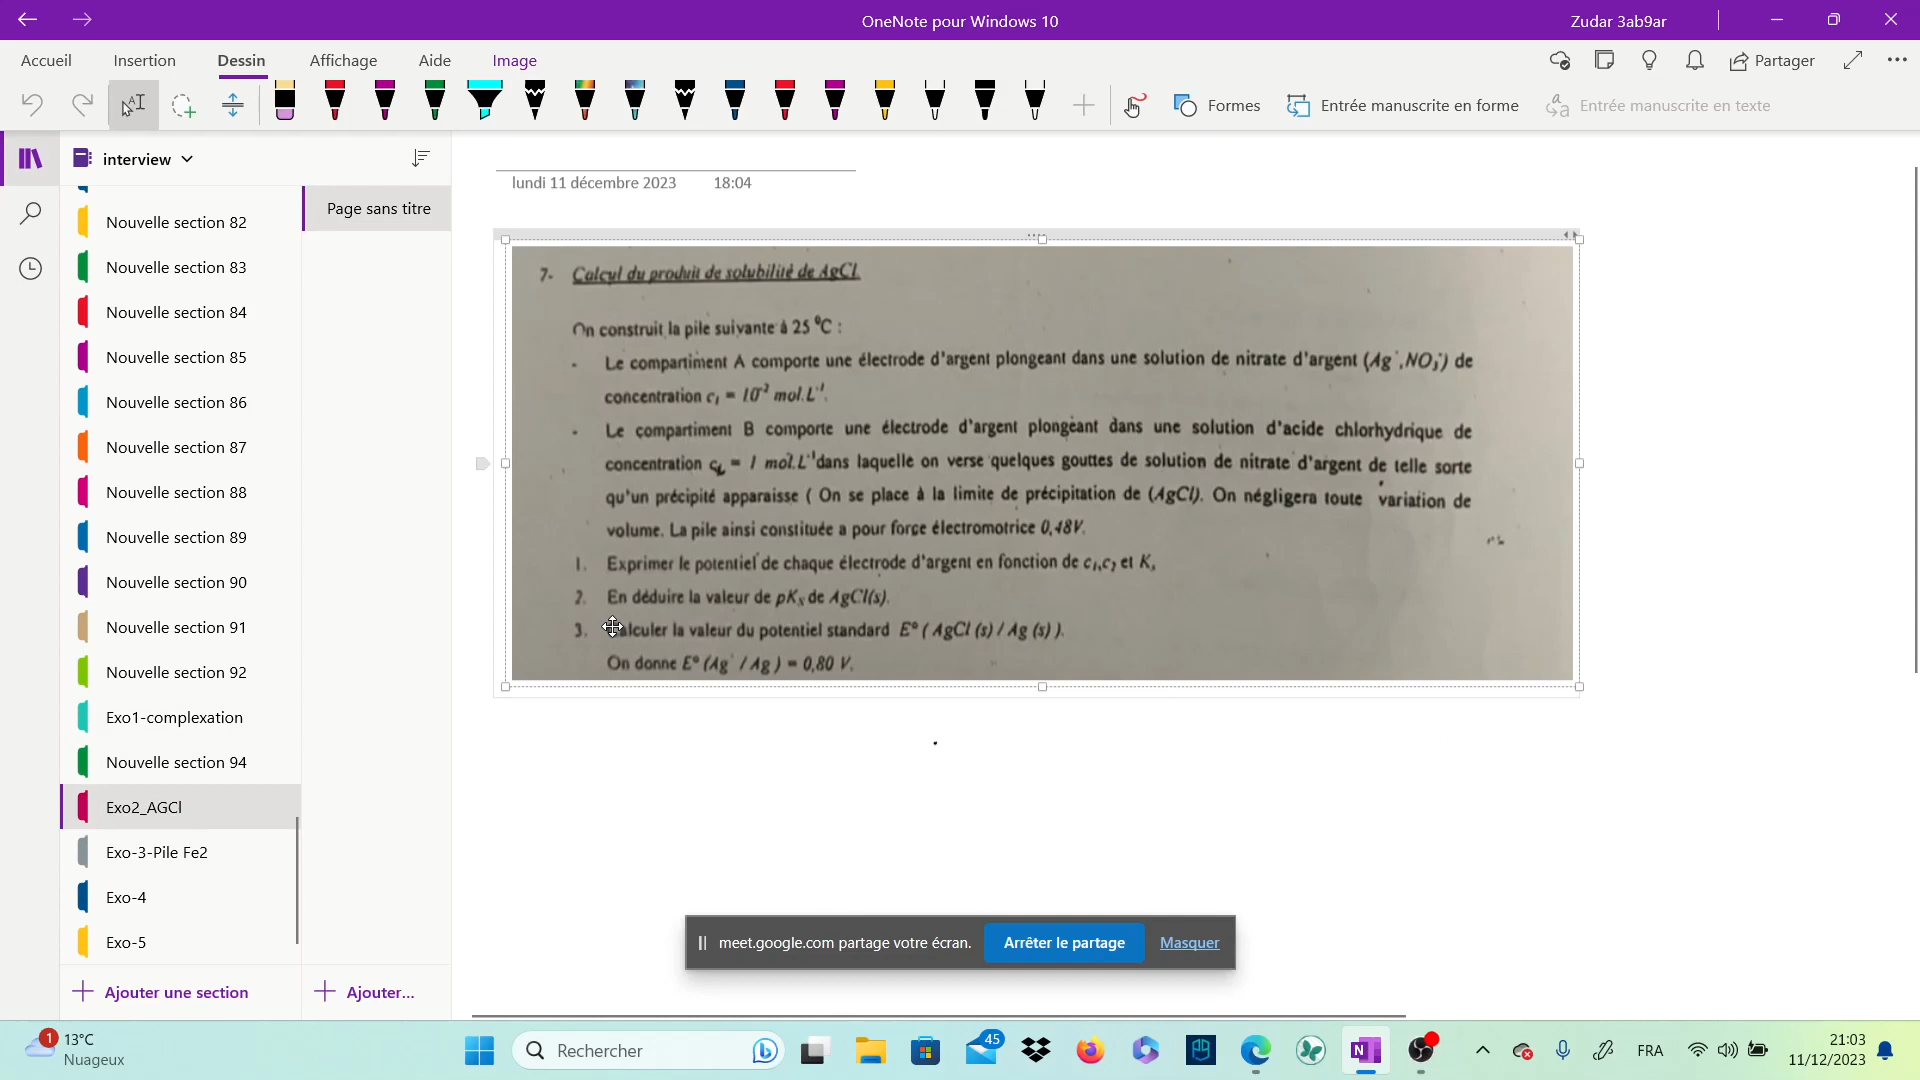 OneNote pour Windows 10
Zudar 3ab9ar
Accueil
Insertion
Dessin
Affichage
Aide
Image
Partager
Formes
Entrée manuscrite en forme
Entrée manuscrite en texte
interview
Page sans titre
Nouvelle section 82
Nouvelle section 83
Nouvelle section 84
Nouvelle section 85
Nouvelle section 86
Nouvelle section 87
Nouvelle section 88
Nouvelle section 89
Nouvelle section 90
Nouvelle section 91
Nouvelle section 92
Exo1-complexation
Nouvelle section 94
Exo2_AGCl
Exo-3-Pile Fe2
Exo-4
Exo-5
Ajouter une section
Ajouter...
lundi 11 décembre 2023 18:04
7- Calcul du produit de solubilité de AgCl
On construit la pile suivante à 25 °C :
- Le compartiment A comporte une électrode d'argent plongeant dans une solution de nitrate d'argent (Ag⁺,NO₃⁻) de
concentration c₁ = 10⁻² mol.L⁻¹.
- Le compartiment B comporte une électrode d'argent plongeant dans une solution d'acide chlorhydrique de
concentration c₂ = 1 mol.L⁻¹ dans laquelle on verse quelques gouttes de solution de nitrate d'argent de telle sorte
qu'un précipité apparaisse ( On se place à la limite de précipitation de (AgCl). On négligera toute variation de
volume. La pile ainsi constituée a pour force électromotrice 0,48V.
1. Exprimer le potentiel de chaque électrode d'argent en fonction de c₁,c₂ et Kₛ
2. En déduire la valeur de pKₛ de AgCl(s).
3. alculer la valeur du potentiel standard E° ( AgCl (s) / Ag (s) ).
On donne E° (Ag⁺ / Ag ) = 0,80 V.
meet.google.com partage votre écran.
Arrêter le partage
Masquer
1
13°C
Nuageux
Rechercher
45
FRA
21:03
11/12/2023